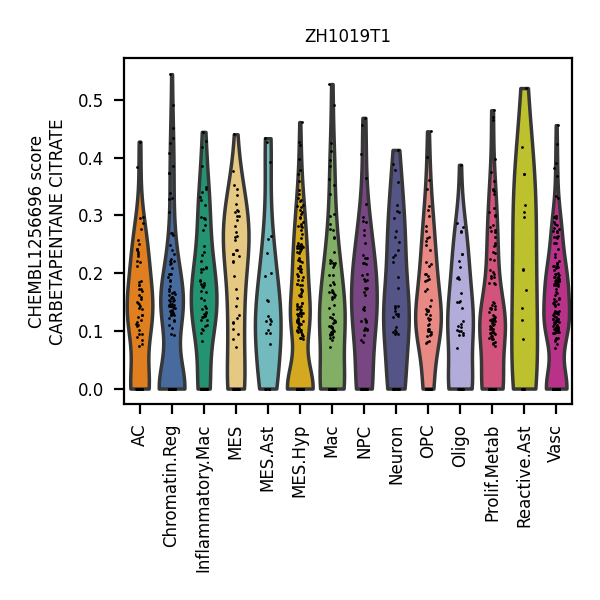 ZH1019T1
CHEMBL1256696 score
CARBETAPENTANE CITRATE
0.5
0.4
0.3
0.2
0.1
0.0
AC
Chromatin.Reg
Inflammatory.Mac
MES
MES.Ast
MES.Hyp
Mac
NPC
Neuron
OPC
Oligo
Prolif.Metab
Reactive.Ast
Vasc